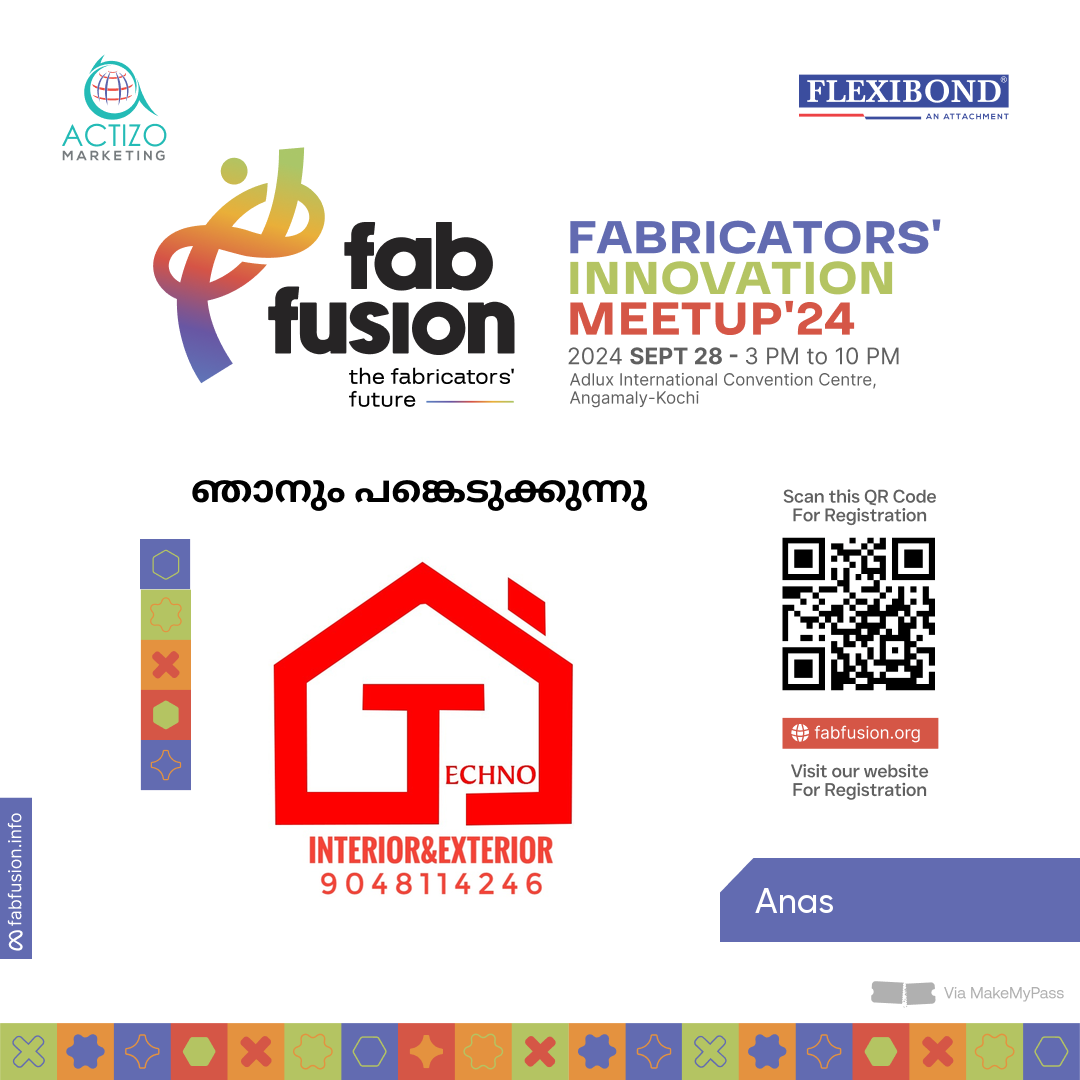 ACTIZO
MARKETING
FLEXIBOND®
AN ATTACHMENT
fab
fusion
the fabricators'
future
FABRICATORS'
INNOVATION
MEETUP'24
2024 SEPT 28 - 3 PM to 10 PM
Adlux International Convention Centre,
Angamaly-Kochi
ഞാനും പങ്കെടുക്കുന്നു
Scan this QR Code
For Registration
fabfusion.org
Visit our website
For Registration
T
ECHNO
INTERIOR&EXTERIOR
9048114246
fabfusion.info
Anas
Via MakeMyPass